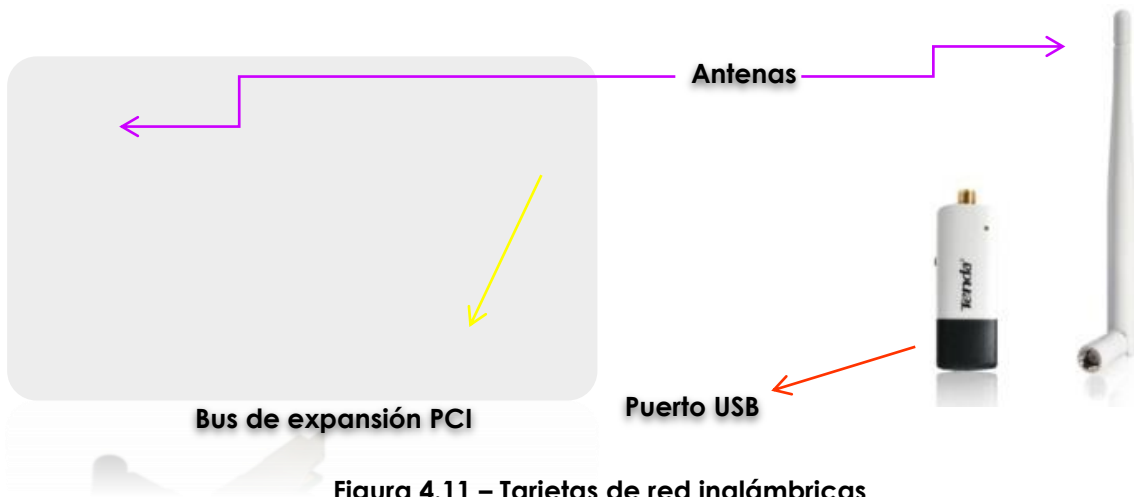 Antenas
Tenda
Puerto USB
Bus de expansión PCI
Figura 4.11 – Tarjetas de red inalámbricas